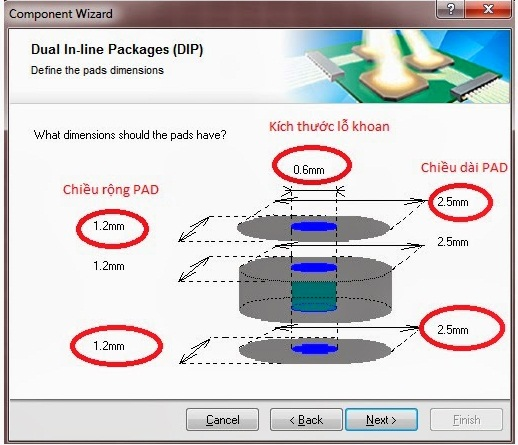 Component Wizard
Dual In-line Packages (DIP)
Define the pads dimensions
What dimensions should the pads have?
Kích thước lỗ khoan
0.6mm
Chiều rộng PAD
Chiều dài PAD
1.2mm
2.5mm
1.2mm
2.5mm
1.2mm
2.5mm
Cancel
< Back
Next >
Finish